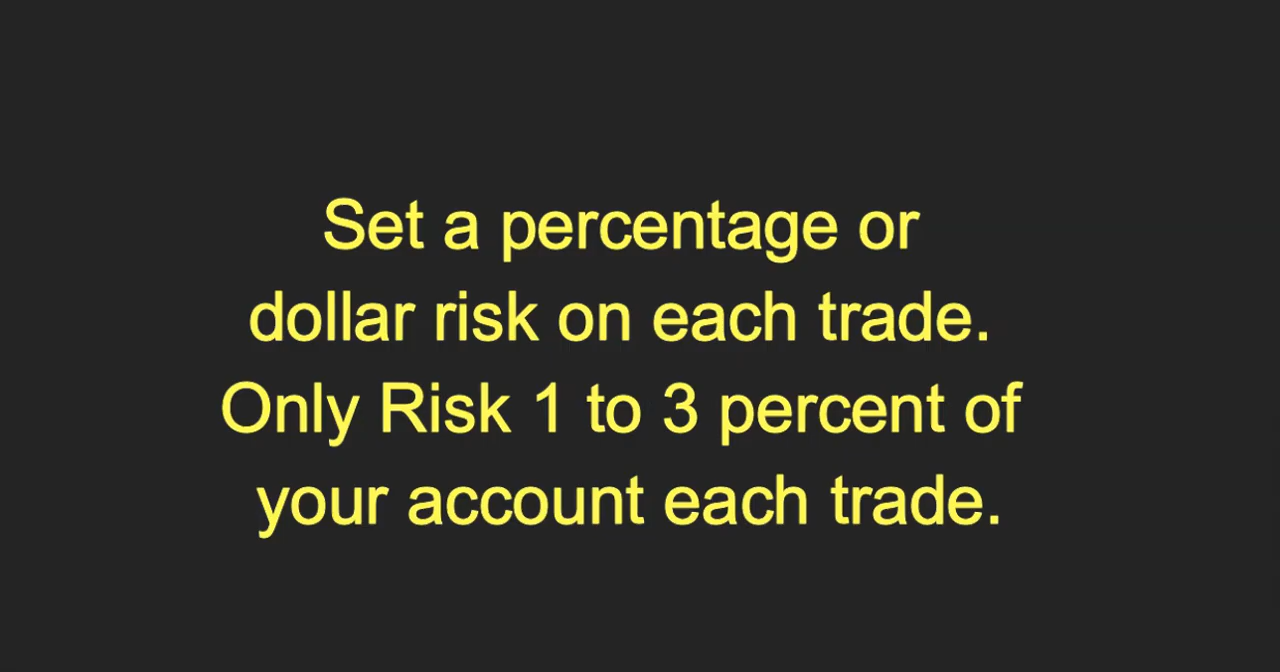 Set a percentage or
dollar risk on each trade.
Only Risk 1 to 3 percent of
your account each trade.